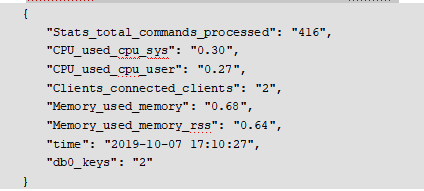 {
"Stats_total_commands_processed": "416",
"CPU_used_cpu_sys": "0.30",
"CPU_used_cpu_user": "0.27",
"Clients_connected_clients": "2",
"Memory_used_memory": "0.68",
"Memory_used_memory_rss": "0.64",
"time": "2019-10-07 17:10:27",
"db0_keys": "2"
}